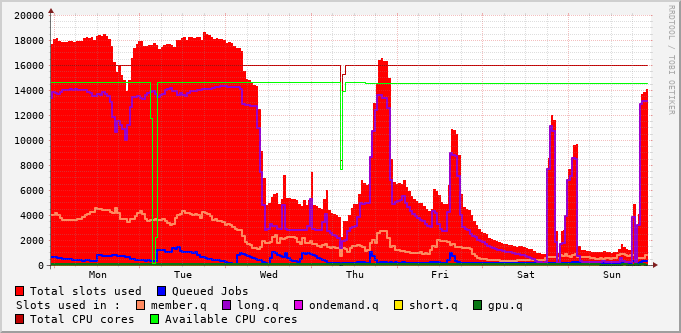 RRDTOOL / TOBI OETIKER
20000
18000
16000
14000
12000
10000
8000
6000
4000
2000
0
Mon Tue Wed Thu Fri Sat Sun
Total slots used Queued Jobs
Slots used in : member.q long.q ondemand.q short.q gpu.q
Total CPU cores Available CPU cores